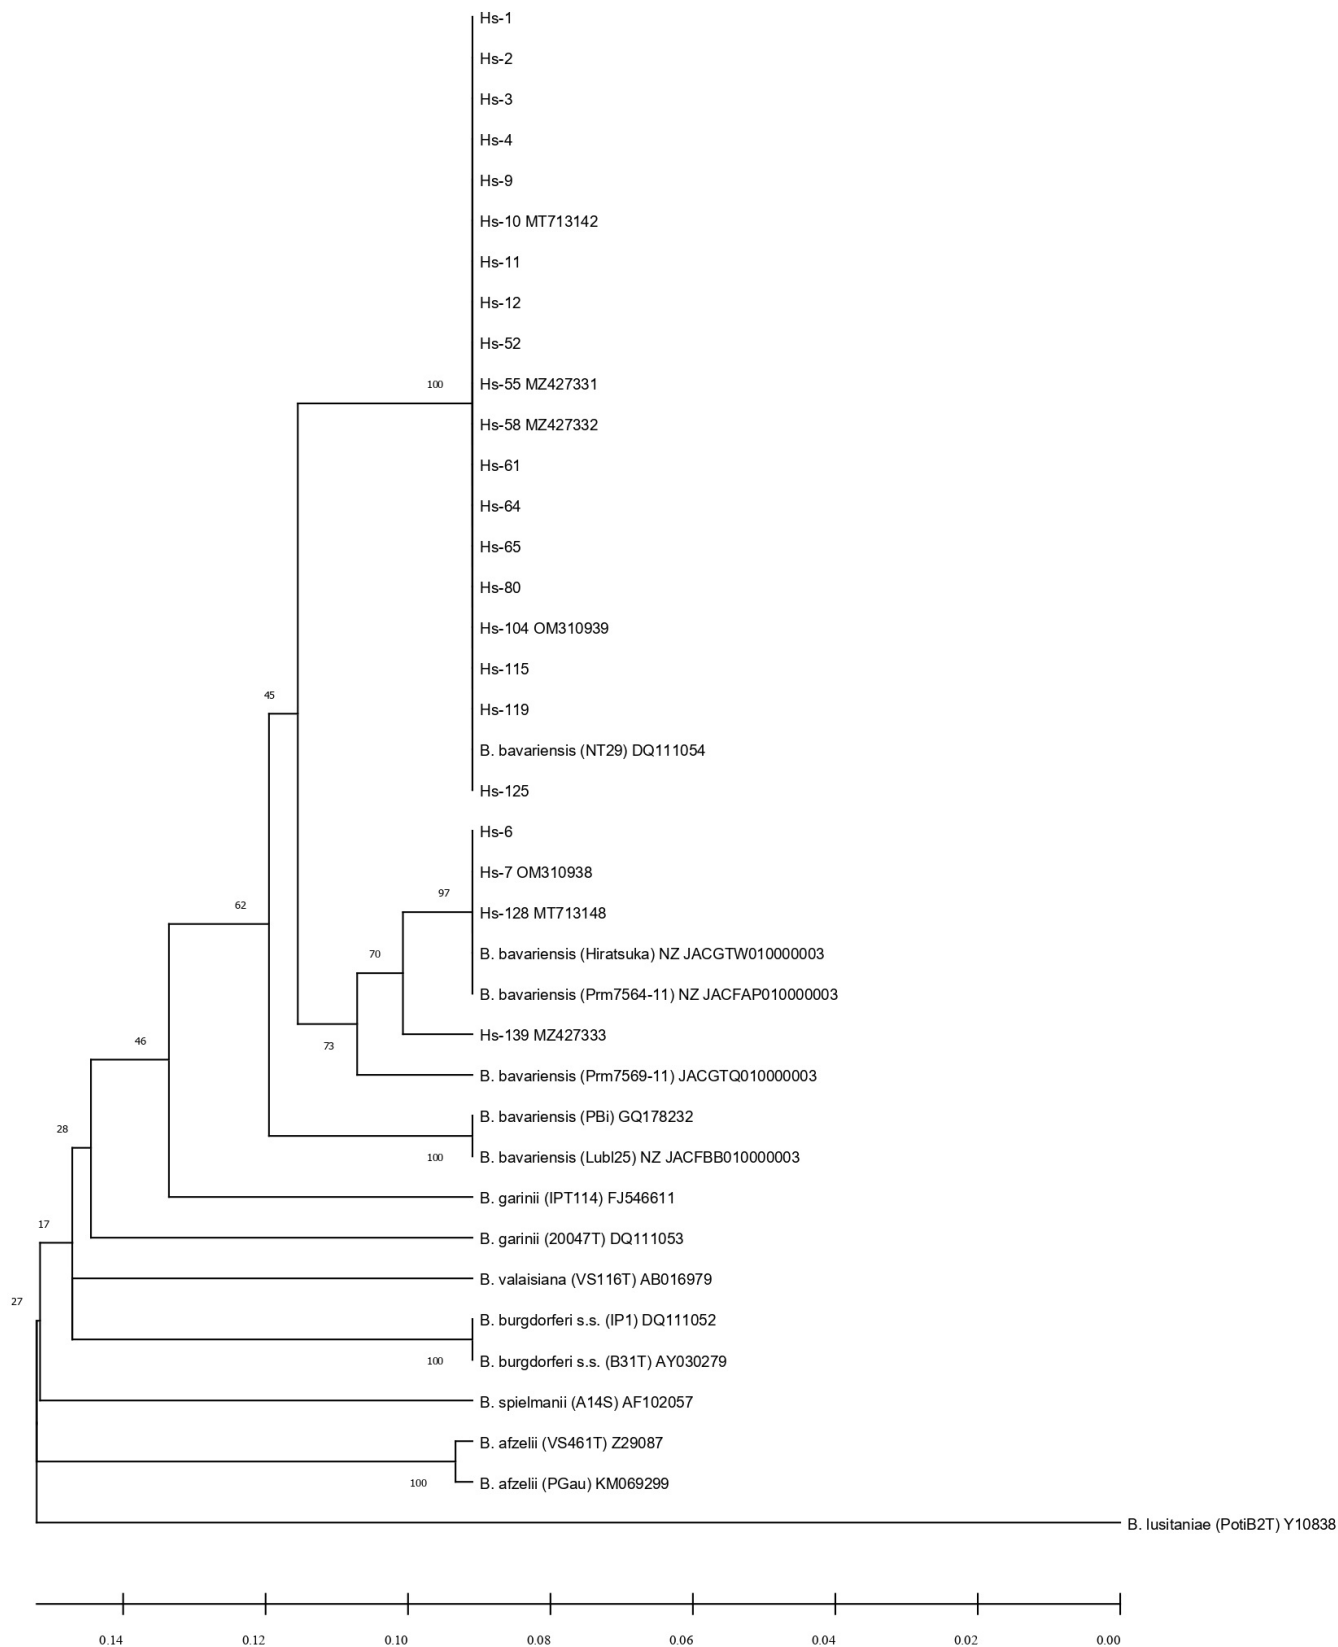 Hs-1
Hs-2
Hs-3
Hs-4
Hs-9
Hs-10 MT713142
Hs-11
Hs-12
Hs-52
100
Hs-55 MZ427331
Hs-58 MZ427332
Hs-61
Hs-64
Hs-65
Hs-80
Hs-104 OM310939
Hs-115
45
Hs-119
B. bavariensis (NT29) DQ111054
Hs-125
Hs-6
Hs-7 OM310938
97
62
Hs-128 MT713148
70
B. bavariensis (Hiratsuka) NZ JACGTW010000003
B. bavariensis (Prm7564-11) NZ JACFAP010000003
Hs-139 MZ427333
46
73
B. bavariensis (Prm7569-11) JACGTQ010000003
B. bavariensis (PBi) GQ178232
28
100
B. bavariensis (Lubl25) NZ JACFBB010000003
B. garinii (IPT114) FJ546611
17
B. garinii (20047T) DQ111053
B. valaisiana (VS116T) AB016979
27
B. burgdorferi s.s. (IP1) DQ111052
100
B. burgdorferi s.s. (B31T) AY030279
B. spielmanii (A14S) AF102057
B. afzelii (VS461T) Z29087
100
B. afzelii (PGau) KM069299
B. lusitaniae (PotiB2T) Y10838
0.14 0.12 0.10 0.08 0.06 0.04 0.02 0.00